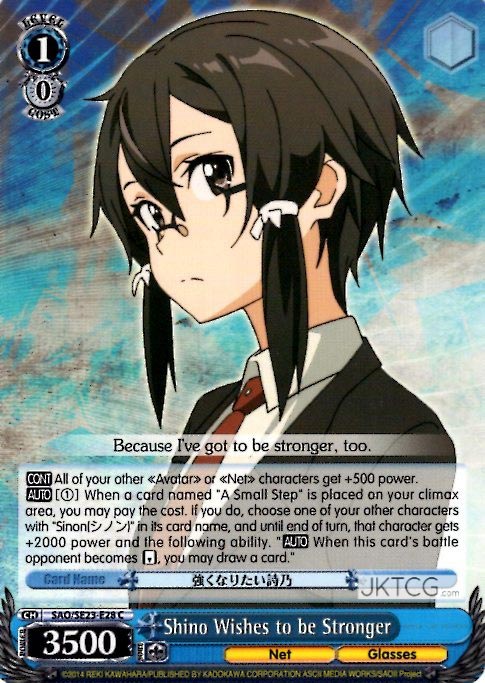 LEVEL
1
0
COST
Because I've got to be stronger, too.
CONT All of your other «Avatar» or «Net» characters get +500 power.
AUTO [①] When a card named "A Small Step" is placed on your climax
area, you may pay the cost. If you do, choose one of your other characters
with "Sinon[シノン]" in its card name, and until end of turn, that character gets
+2000 power and the following ability. "AUTO When this card's battle
opponent becomes , you may draw a card."
Card Name 強くなりたい詩乃
JKTCG.com
CH SAO/SE23-E28 C
Shino Wishes to be Stronger
POWER 3500
Net Glasses
©2014 REKI KAWAHARA/PUBLISHED BY KADOKAWA CORPORATION ASCII MEDIA WORKS/SAOII Project